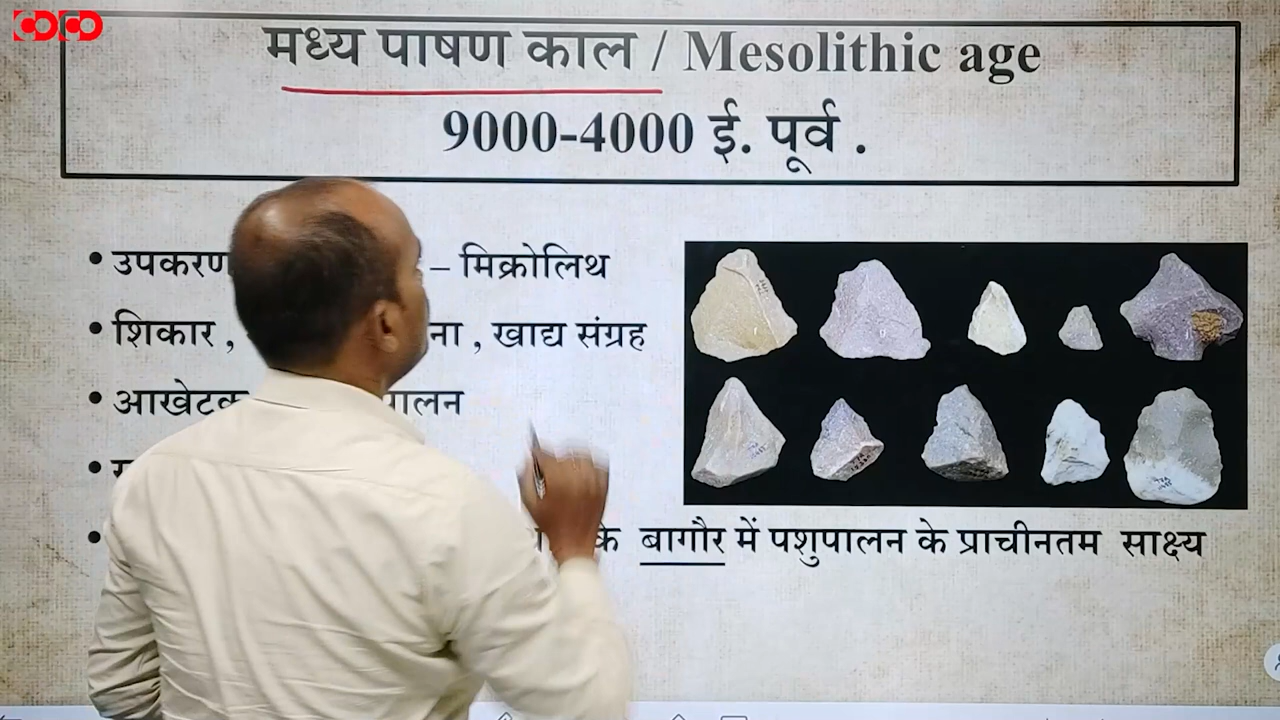 मध्य पाषण काल / Mesolithic age
9000-4000 ई. पूर्व .
• उपकरण – मिक्रोलिथ
• शिकार , ना , खाद्य संग्रह
• आखेटक पालन
• के बागौर में पशुपालन के प्राचीनतम साक्ष्य